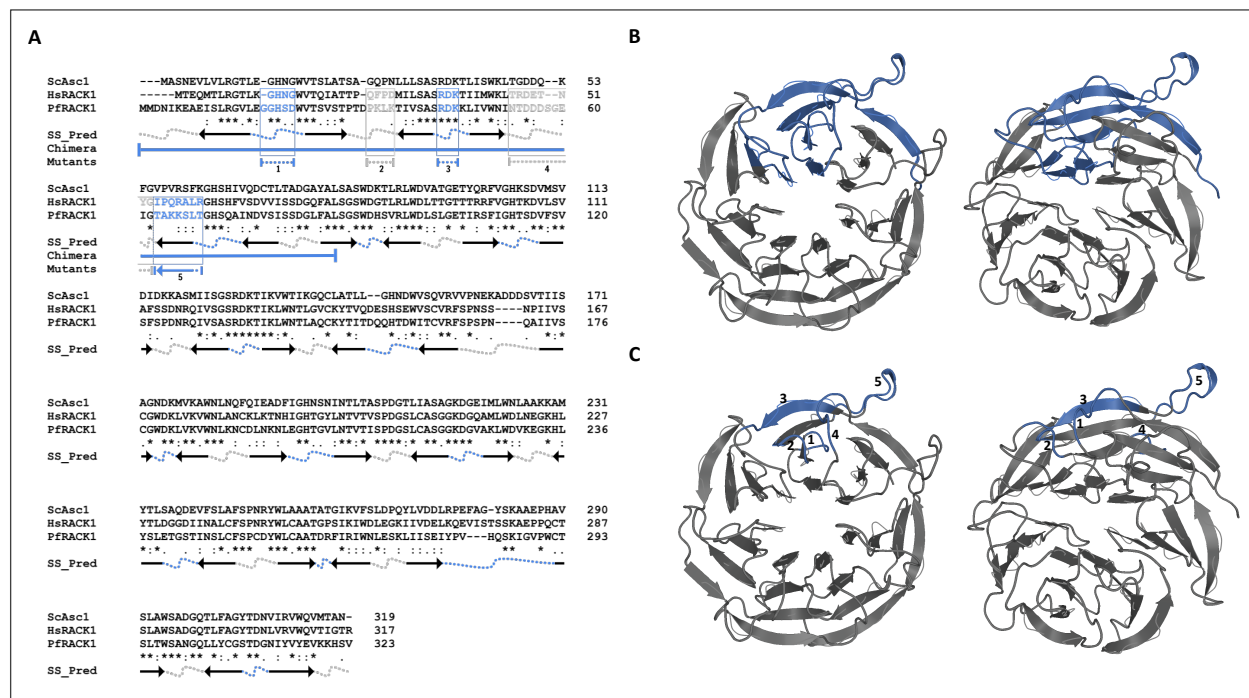 A
ScAsc1 ---MASNEVLVLRGTLE-GHNGWVTSLATSA-GQPNLLLSASRDKTLISWKLTGDDQ-K 53
HsRACK1 ----MTEQMTLRGTLK-GHNGWVTQIATTP-QFPDMILSASRDKTIIMWKLTRDET-N 51
PfRACK1 MMDNIKEAEISLRGVLEGGHSDWVTSVSTPTDPKLKTIVSASRDKKLIVWNINTDDDSGE 60
SS_Pred
Chimera
Mutants
1
2
3
4
ScAsc1 FGVPVRSFKGHSHIVQDCTLTADGAYALSASWDKTLRLWDVATGETYQRFVGHKSDVMSV 113
HsRACK1 YGIPQRALRGHSHFVSDVVISSDGQFALSGSWDGTLRLWDLTTGTTTRRFVGHTKDVLSV 111
PfRACK1 IGTAKKSLTGHSQAINDVSISSDGLFALSGSWDHSVRLWDLSLGETIRSFIGHTSDVFSV 120
SS_Pred
Chimera
Mutants
5
ScAsc1 DIDKKASMIISGSRDKTIKVWTIKGQCLATLL--GHNDWVSQVRVVPNEKADDDSVTIIS 171
HsRACK1 AFSSDNRQIVSGSRDKTIKLWNTLGVCKYTVQDESHSEWVSCVRFSPNSS----NPIIVS 167
PfRACK1 SFSPDNRQIVSASRDKTIKLWNTLAQCKYTITDQQHTDWITCVRFSPSPN----QAIIVS 176
SS_Pred
ScAsc1 AGNDKMVKAWNLNQFQIEADFIGHNSNINTLTASPDGTLIASAGKDGEIMLWNLAAKKAM 231
HsRACK1 CGWDKLVKVWNLANCKLKTNHIGHTGYLNTVTVSPDGSLCASGGKDGQAMLWDLNEGKHL 227
PfRACK1 CGWDKLVKVWNLKNCDLNKNLEGHTGVLNTVTISPDGSLCASGGKDGVAKLWDVKEGKHL 236
SS_Pred
ScAsc1 YTLSAQDEVFSLAFSPNRYWLAAATATGIKVFSLDPQYLVDDLRPEFAG-YSKAAEPHAV 290
HsRACK1 YTLDGGDIINALCFSPNRYWLCAATGPSIKIWDLEGKIIVDELKQEVISTSSKAEPPQCT 287
PfRACK1 YSLETGSTINSLCFSPCDYWLCAATDRFIRIWNLESKLIISEIYPV---HQSKIGVPWCT 293
SS_Pred
ScAsc1 SLAWSADGQTLFAGYTDNVIRVWQVMTAN- 319
HsRACK1 SLAWSADGQTLFAGYTDNLVRVWQVTIGTR 317
PfRACK1 SLTWSANGQLLYCGSTDGNIYVYEVKKHSV 323
SS_Pred
B
C
3
5
1
2
4
3
5
1
2
4